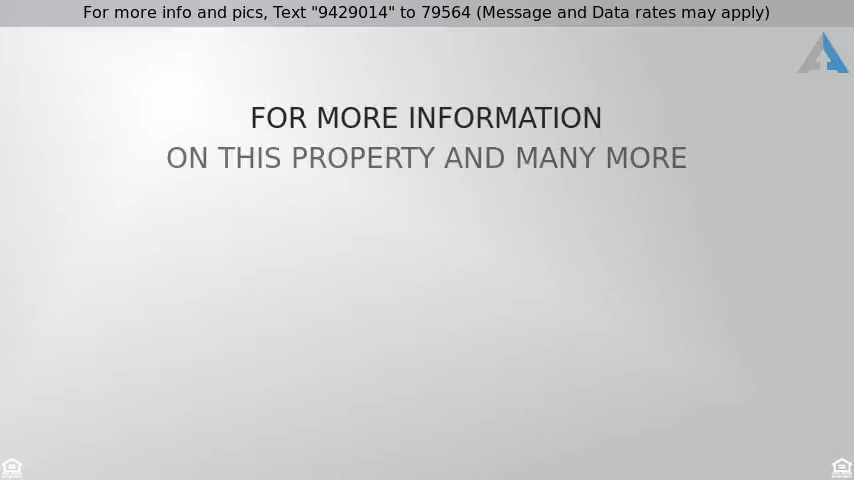 For more info and pics, Text "9429014" to 79564 (Message and Data rates may apply)
FOR MORE INFORMATION
ON THIS PROPERTY AND MANY MORE